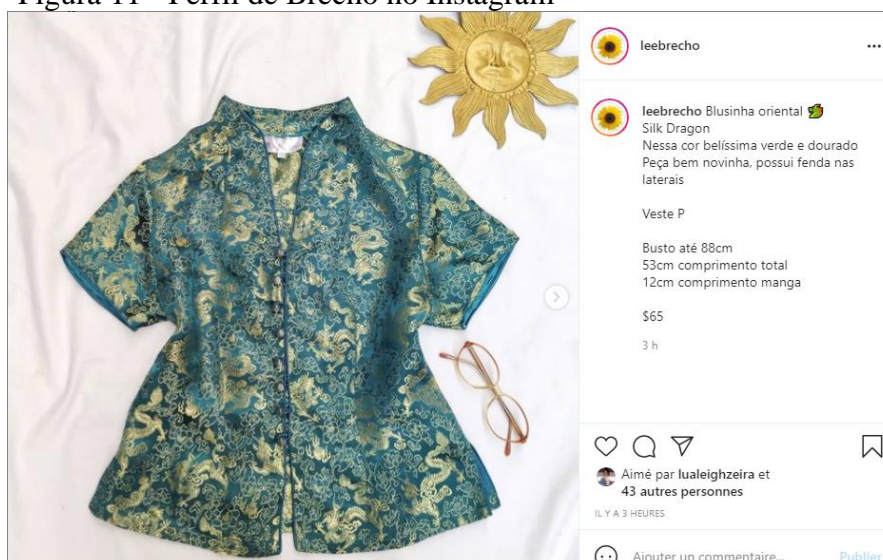 Figura 11 - Perfil de Brechó no Instagram
leebrecho
leebrecho Blusinha oriental
Silk Dragon
Nessa cor belíssima verde e dourado
Peça bem novinha, possui fenda nas
laterais
Veste P
Busto até 88cm
53cm comprimento total
12cm comprimento manga
$65
3 h
Aimé par lualeighzeira et
43 autres personnes
IL Y A 3 HEURES
Ajouter un commentaire...
Publier